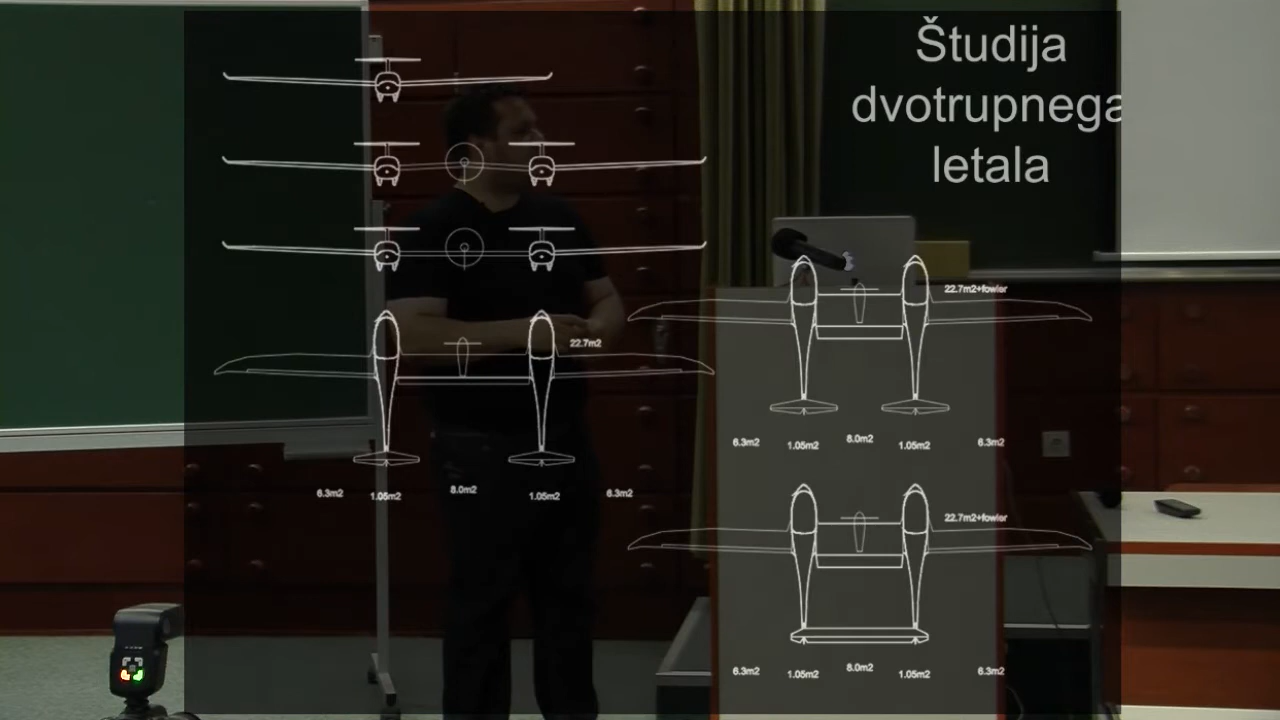 Študija
dvotrupnega
letala
22.7m2+fowler
22.7m2
6.3m2 1.05m2 8.0m2 1.05m2 6.3m2
6.3m2 1.05m2 8.0m2 1.05m2 6.3m2
22.7m2+fowler
6.3m2 1.05m2 8.0m2 1.05m2 6.3m2